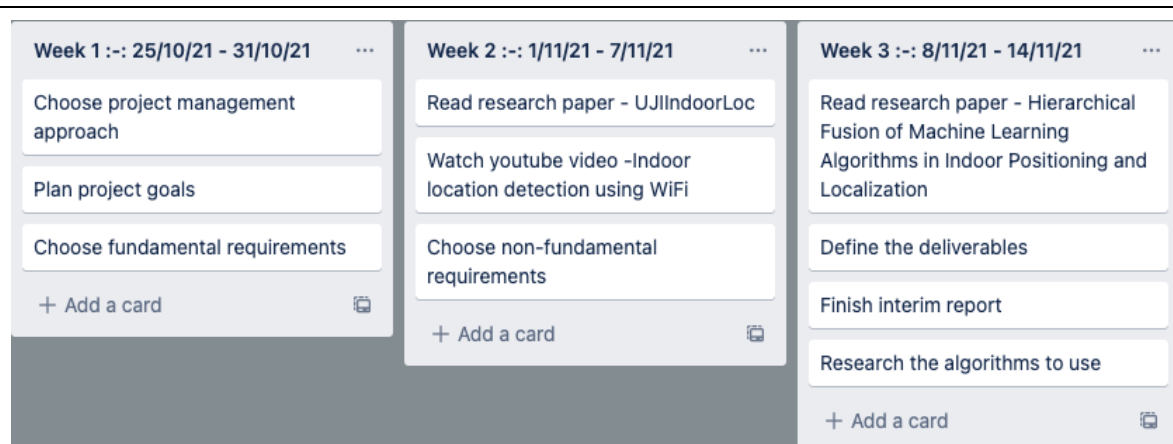 Week 1 :-: 25/10/21 - 31/10/21
Choose project management
approach
Plan project goals
Choose fundamental requirements
+ Add a card
Week 2 :-: 1/11/21 - 7/11/21
Read research paper - UJIIndoorLoc
Watch youtube video -Indoor
location detection using WiFi
Choose non-fundamental
requirements
+ Add a card
Week 3 :-: 8/11/21 - 14/11/21
Read research paper - Hierarchical
Fusion of Machine Learning
Algorithms in Indoor Positioning and
Localization
Define the deliverables
Finish interim report
Research the algorithms to use
+ Add a card